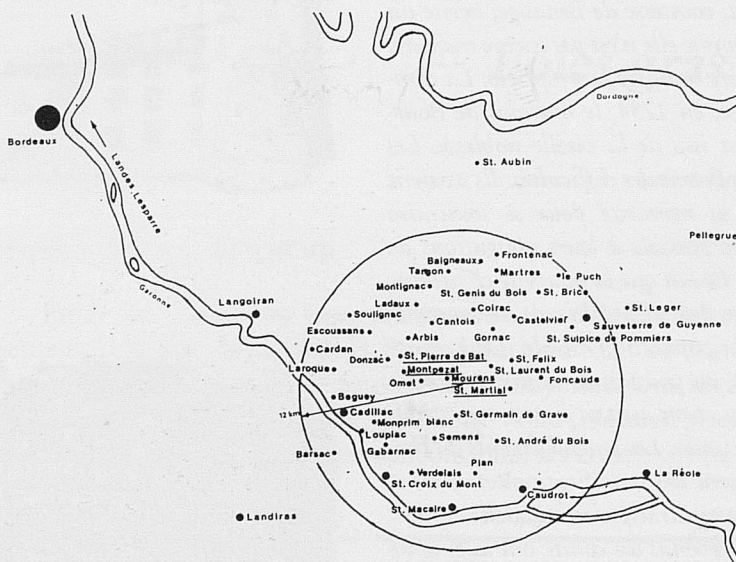 Dordogne
Bordeaux
Landes Lesparre
St. Aubin
Pellegrue
Garonne
Frontenac
Baigneaux
Targon
Martres
le Puch
Montignac
St. Genis du Bois
St. Brice
Langoiran
Ladaux
Soulignac
Coirac
St. Leger
Cantois
Castelvief
Sauveterre de Guyenne
Escoussans
Arbis
Gornac
St. Sulpice de Pommiers
Cardan
Donzac
St. Pierre de Bat
St. Felix
Laroque
Montpezat
St. Laurent du Bois
Omet
Mourens
Foncaude
Beguey
St. Martial
12 km
Cadillac
St. Germain de Grave
Monprim blanc
Loupiac
Semens
St. André du Bois
Barsac
Gabarnac
Verdelais
Pian
La Réole
St. Croix du Mont
Caudrot
St. Macaire
Landiras